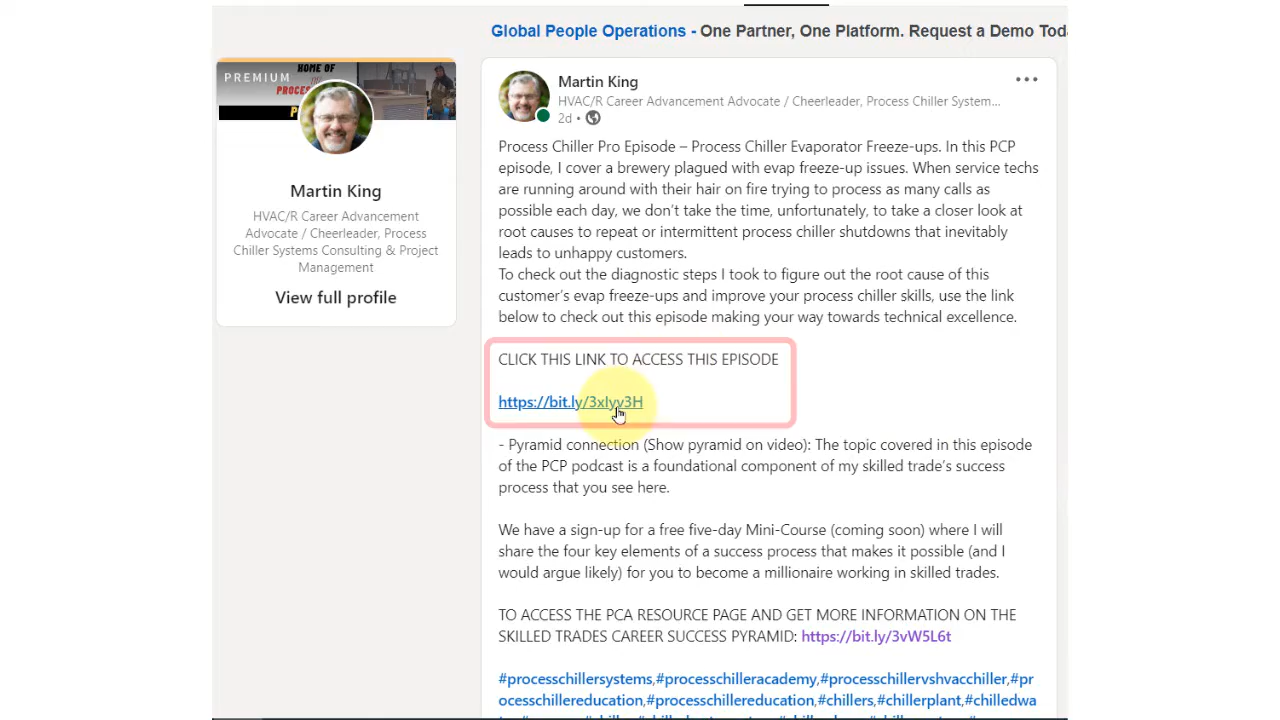 Global People Operations - One Partner, One Platform. Request a Demo Toda
PREMIUM
HOME OF
Martin King
HVAC/R Career Advancement
Advocate / Cheerleader, Process
Chiller Systems Consulting & Project
Management
View full profile
Martin King
HVAC/R Career Advancement Advocate / Cheerleader, Process Chiller System...
2d •
Process Chiller Pro Episode – Process Chiller Evaporator Freeze-ups. In this PCP
episode, I cover a brewery plagued with evap freeze-up issues. When service techs
are running around with their hair on fire trying to process as many calls as
possible each day, we don’t take the time, unfortunately, to take a closer look at
root causes to repeat or intermittent process chiller shutdowns that inevitably
leads to unhappy customers.
To check out the diagnostic steps I took to figure out the root cause of this
customer’s evap freeze-ups and improve your process chiller skills, use the link
below to check out this episode making your way towards technical excellence.
CLICK THIS LINK TO ACCESS THIS EPISODE
https://bit.ly/3xIyv3H
- Pyramid connection (Show pyramid on video): The topic covered in this episode
of the PCP podcast is a foundational component of my skilled trade’s success
process that you see here.
We have a sign-up for a free five-day Mini-Course (coming soon) where I will
share the four key elements of a success process that makes it possible (and I
would argue likely) for you to become a millionaire working in skilled trades.
TO ACCESS THE PCA RESOURCE PAGE AND GET MORE INFORMATION ON THE
SKILLED TRADES CAREER SUCCESS PYRAMID: https://bit.ly/3vW5L6t
#processchillersystems,#processchilleracademy,#processchillervshvacchiller,#pr
ocesschillereducation,#processchillereducation,#chillers,#chillerplant,#chilledwa